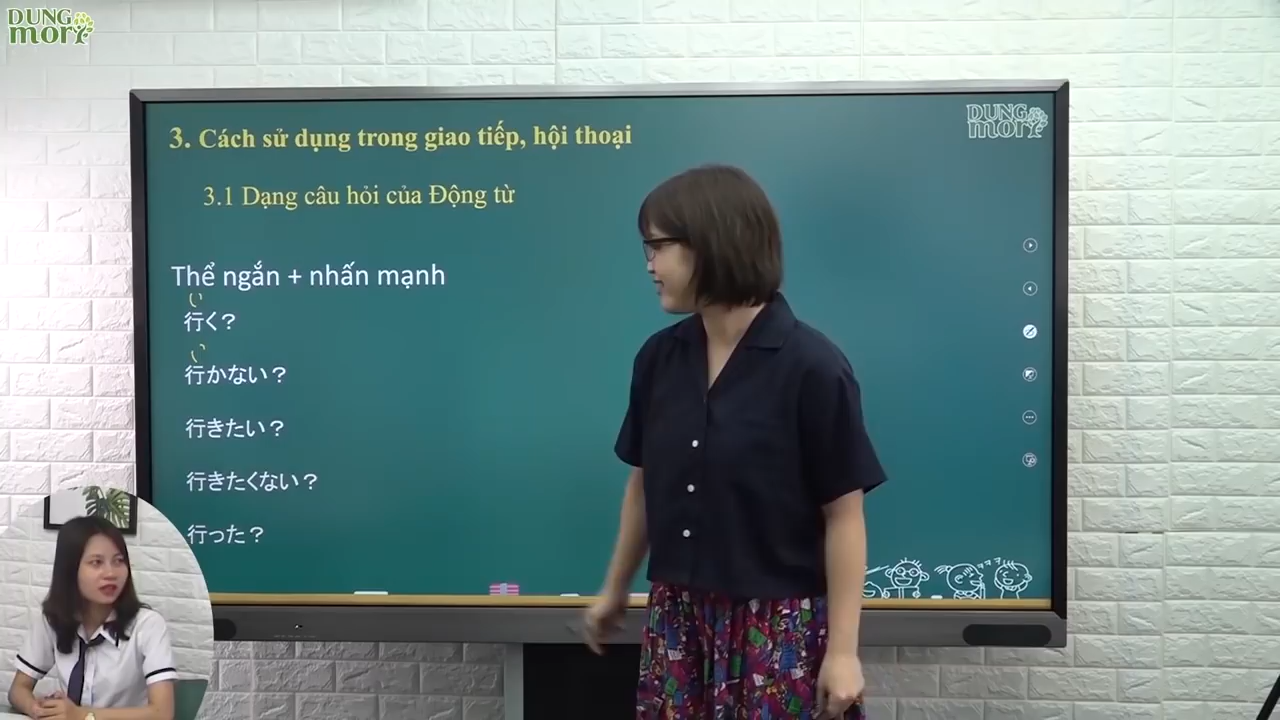 DUNG
mori
DUNG
mori
3. Cách sử dụng trong giao tiếp, hội thoại
3.1 Dạng câu hỏi của Động từ
Thể ngắn + nhấn mạnh
い
行く?
い
行かない?
行きたい?
行きたくない?
行った?